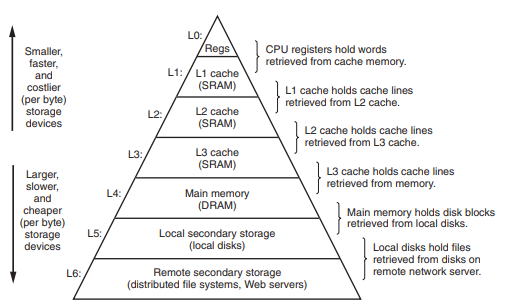 L0:
Regs
CPU registers hold words
retrieved from cache memory.
Smaller,
faster,
and
costlier
(per byte)
storage
devices
L1:
L1 cache
(SRAM)
L1 cache holds cache lines
retrieved from L2 cache.
L2:
L2 cache
(SRAM)
L2 cache holds cache lines
retrieved from L3 cache.
L3:
L3 cache
(SRAM)
L3 cache holds cache lines
retrieved from memory.
Larger,
slower,
and
cheaper
(per byte)
storage
devices
L4:
Main memory
(DRAM)
Main memory holds disk blocks
retrieved from local disks.
L5:
Local secondary storage
(local disks)
Local disks hold files
retrieved from disks on
remote network server.
L6:
Remote secondary storage
(distributed file systems, Web servers)